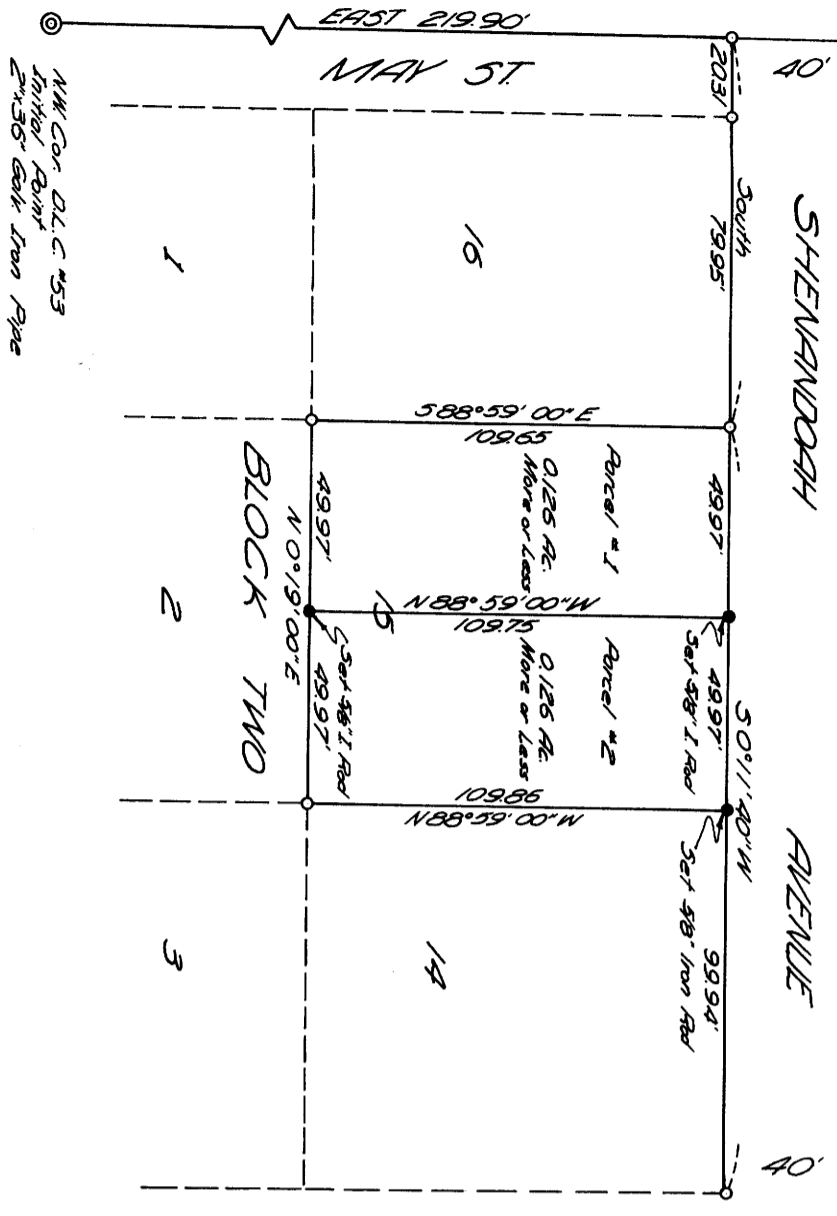 EAST 219.90'
MAY ST.
40'
20.31
SHENANDOAH
South
79.95'
N.W. Cor. D.L.C. #53
Initial Point
2"x36" Galv. Iron Pipe
1
16
S88°59'00"E
109.65
49.97'
49.97'
Parcel #1
0.126 Ac.
More or Less
N0°19'00"E
BLOCK TWO
2
15
N88°59'00"W
109.75
Set 5/8" I. Rod
49.97'
Set 5/8" I. Rod
49.97'
S0°11'40"W
Parcel #2
0.126 Ac.
More or Less
109.86
N88°59'00"W
Set 5/8" Iron Rod
99.94'
AVENUE
3
14
40'